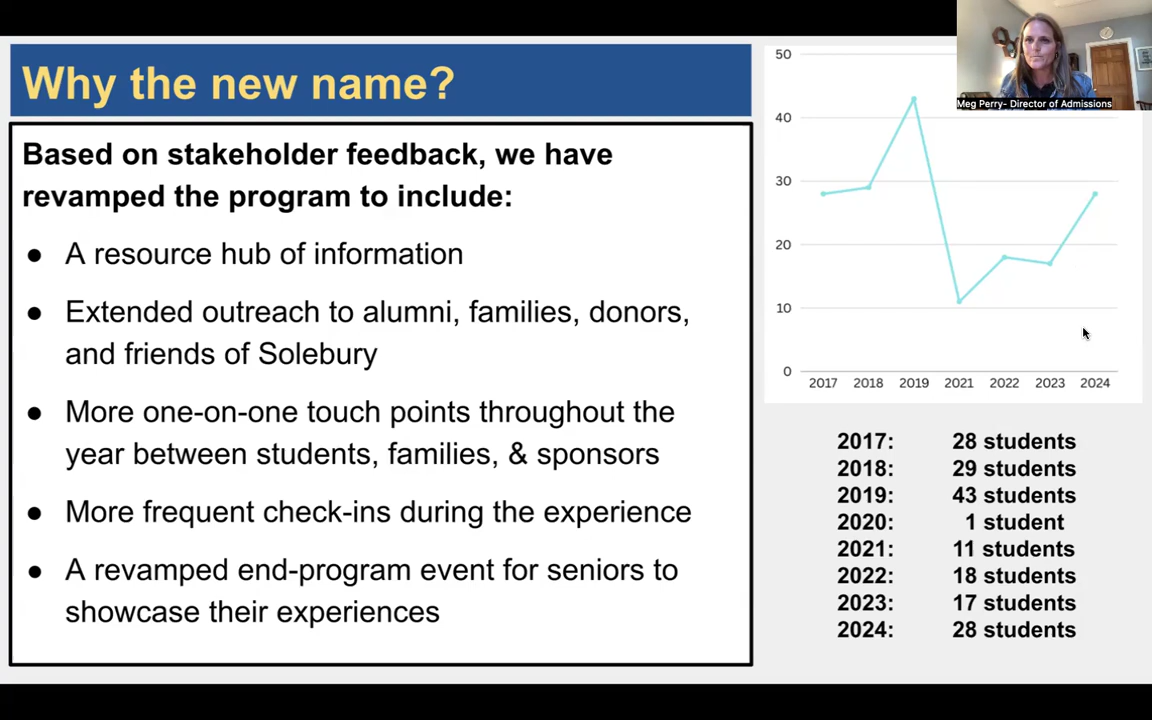 Why the new name?
Based on stakeholder feedback, we have
revamped the program to include:
● A resource hub of information
● Extended outreach to alumni, families, donors,
and friends of Solebury
● More one-on-one touch points throughout the
year between students, families, & sponsors
● More frequent check-ins during the experience
● A revamped end-program event for seniors to
showcase their experiences
Meg Perry- Director of Admissions
50
40
30
20
10
0
2017 2018 2019 2021 2022 2023 2024
2017: 28 students
2018: 29 students
2019: 43 students
2020: 1 student
2021: 11 students
2022: 18 students
2023: 17 students
2024: 28 students